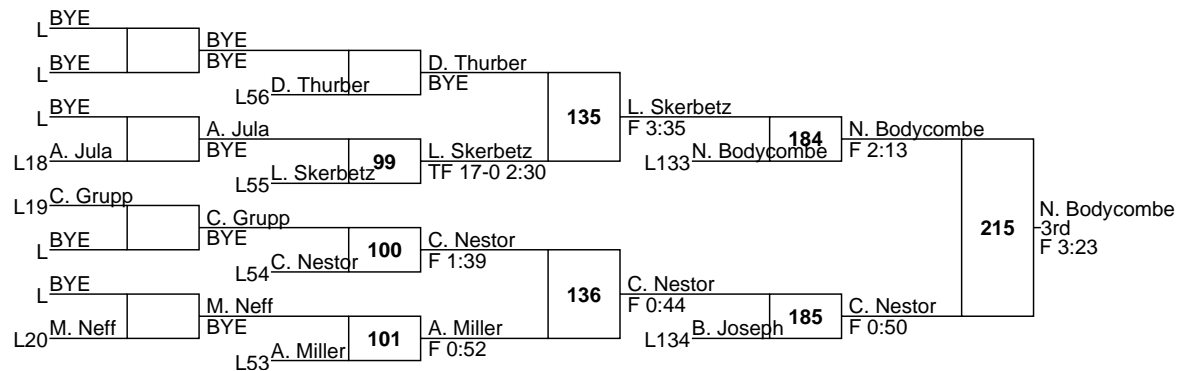 BYE
L
BYE
BYE
BYE
L
D. Thurber
BYE
D. Thurber
L56
BYE
L
135
L. Skerbetz
F 3:35
A. Jula
BYE
184
N. Bodycombe
F 2:13
A. Jula
L18
99
L. Skerbetz
TF 17-0 2:30
N. Bodycombe
L133
L. Skerbetz
L55
C. Grupp
L19
C. Grupp
BYE
215
N. Bodycombe
3rd
F 3:23
BYE
L
100
C. Nestor
F 1:39
C. Nestor
L54
BYE
L
136
C. Nestor
F 0:44
M. Neff
BYE
185
C. Nestor
F 0:50
M. Neff
L20
101
A. Miller
F 0:52
B. Joseph
L134
A. Miller
L53